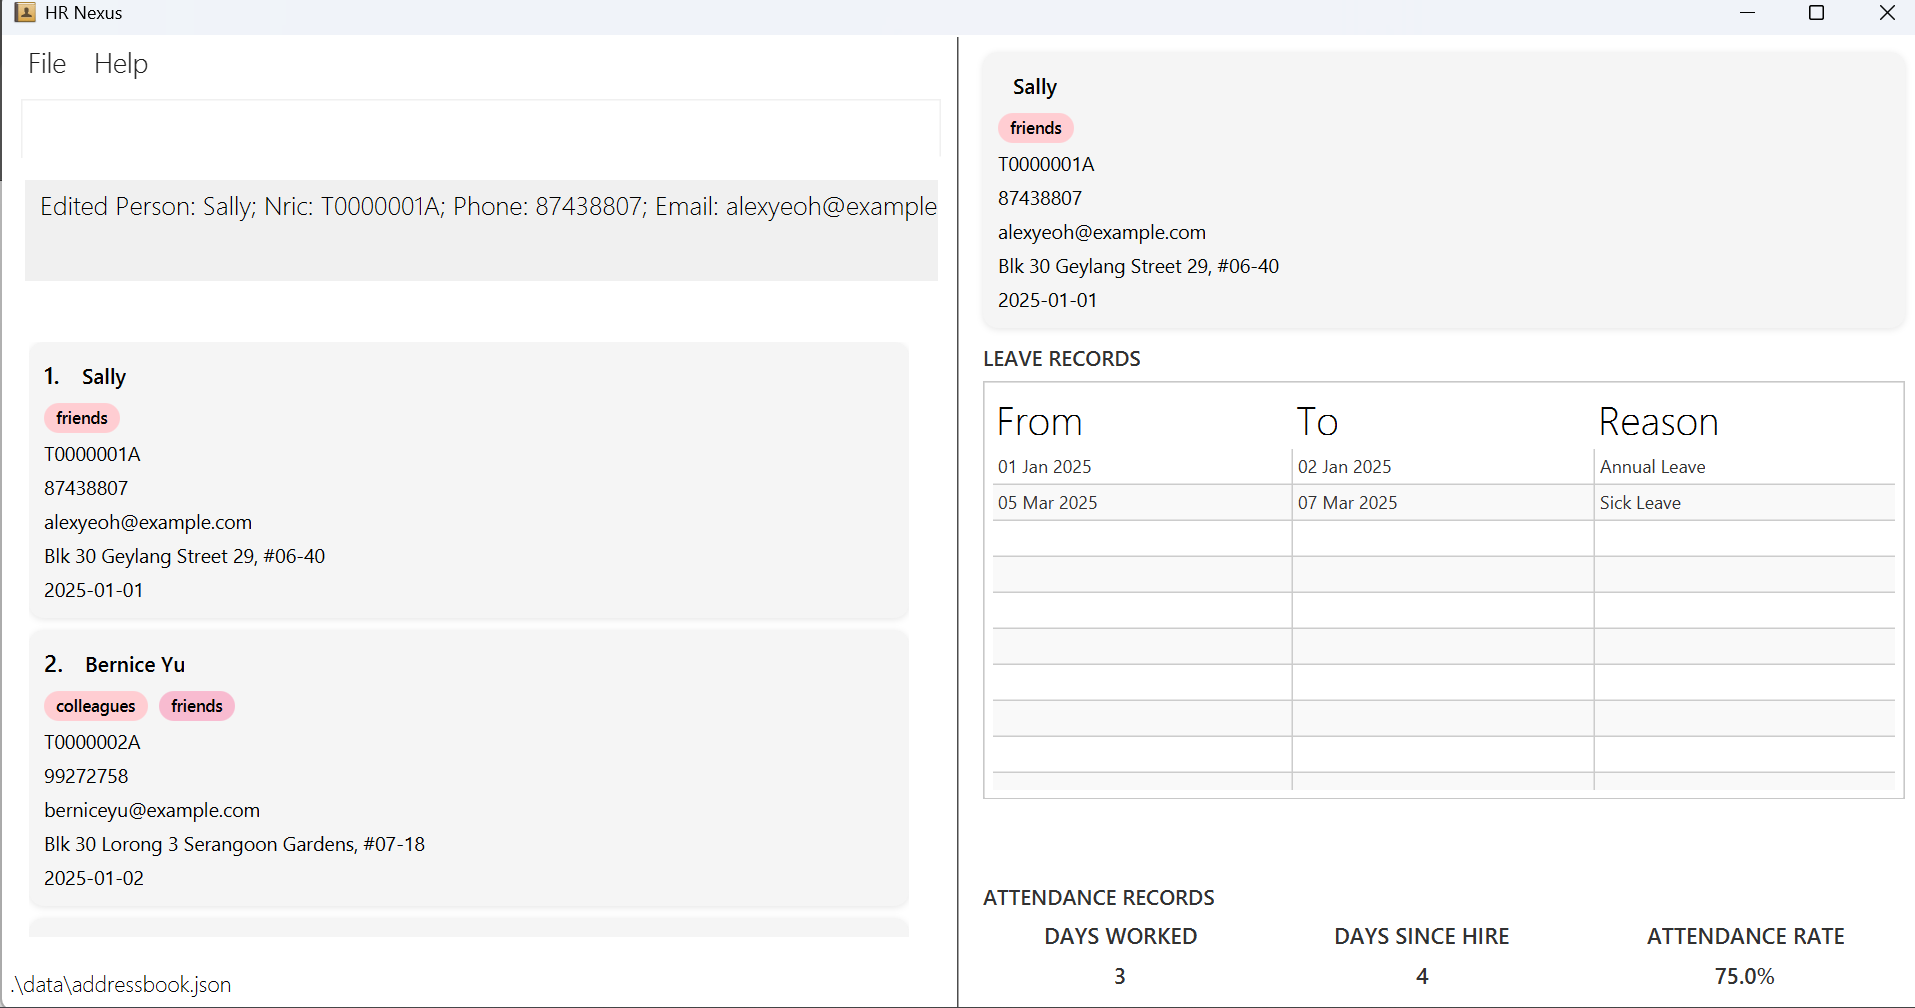 HR Nexus
File Help
Edited Person: Sally; Nric: T0000001A; Phone: 87438807; Email: alexyeoh@example
1. Sally
friends
T0000001A
87438807
alexyeoh@example.com
Blk 30 Geylang Street 29, #06-40
2025-01-01
2. Bernice Yu
colleagues friends
T0000002A
99272758
berniceyu@example.com
Blk 30 Lorong 3 Serangoon Gardens, #07-18
2025-01-02
.\data\addressbook.json
Sally
friends
T0000001A
87438807
alexyeoh@example.com
Blk 30 Geylang Street 29, #06-40
2025-01-01
LEAVE RECORDS
From To Reason
01 Jan 2025 02 Jan 2025 Annual Leave
05 Mar 2025 07 Mar 2025 Sick Leave
ATTENDANCE RECORDS
DAYS WORKED DAYS SINCE HIRE ATTENDANCE RATE
3 4 75.0%